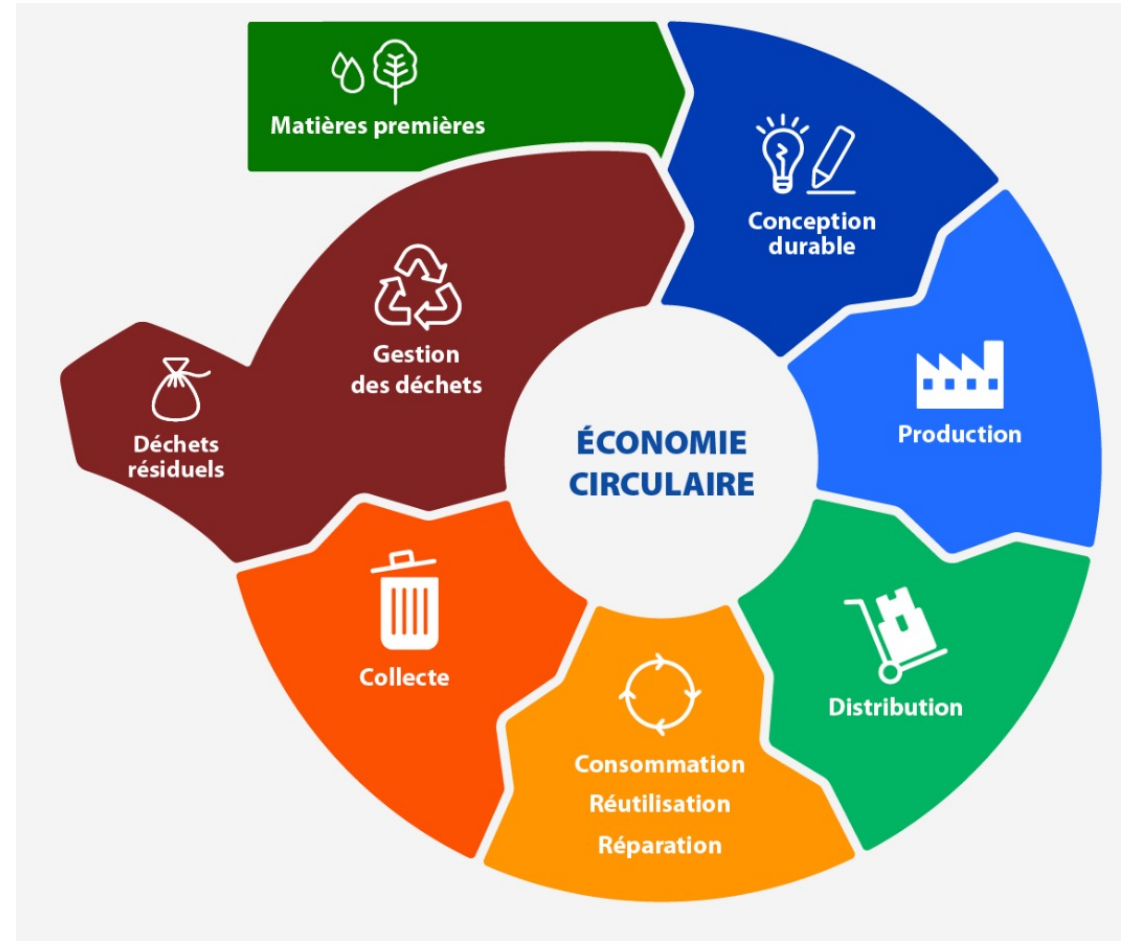 Matières premières
Conception
durable
Production
Distribution
Consommation
Réutilisation
Réparation
Collecte
Gestion
des déchets
Déchets
résiduels
ÉCONOMIE
CIRCULAIRE